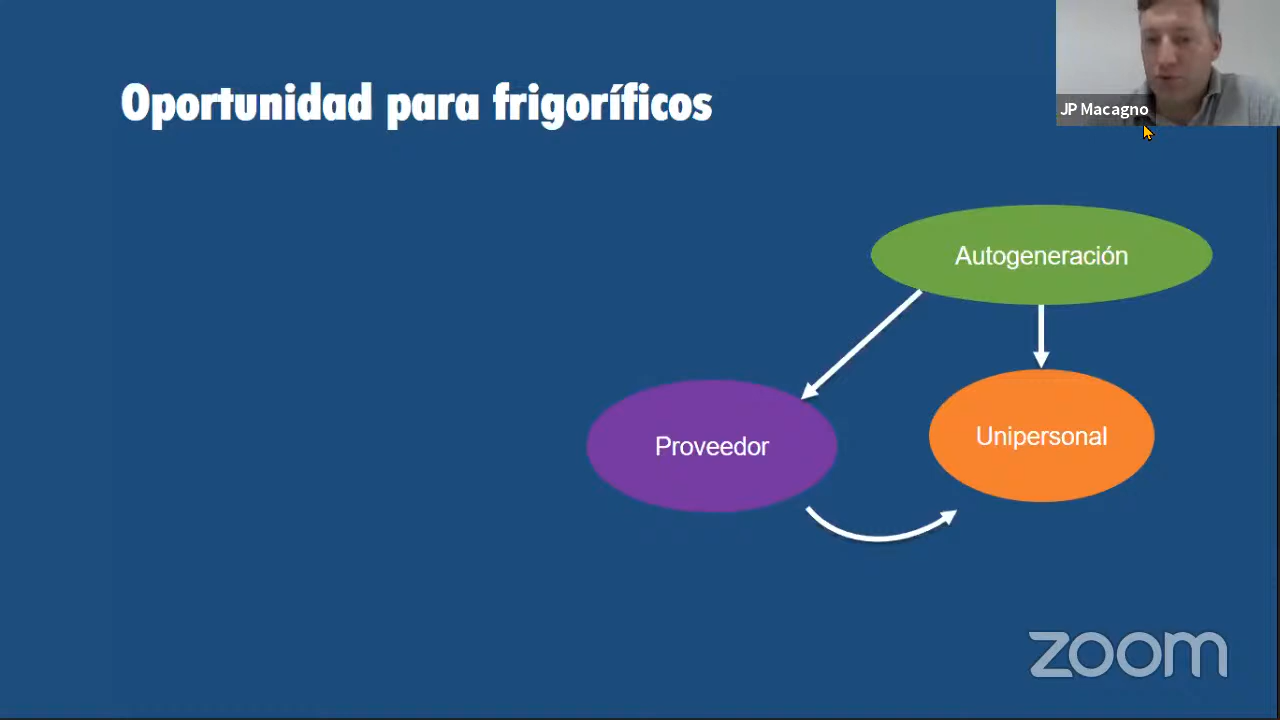 Oportunidad para frigoríficos
JP Macagno
Autogeneración
Proveedor
Unipersonal
zoom